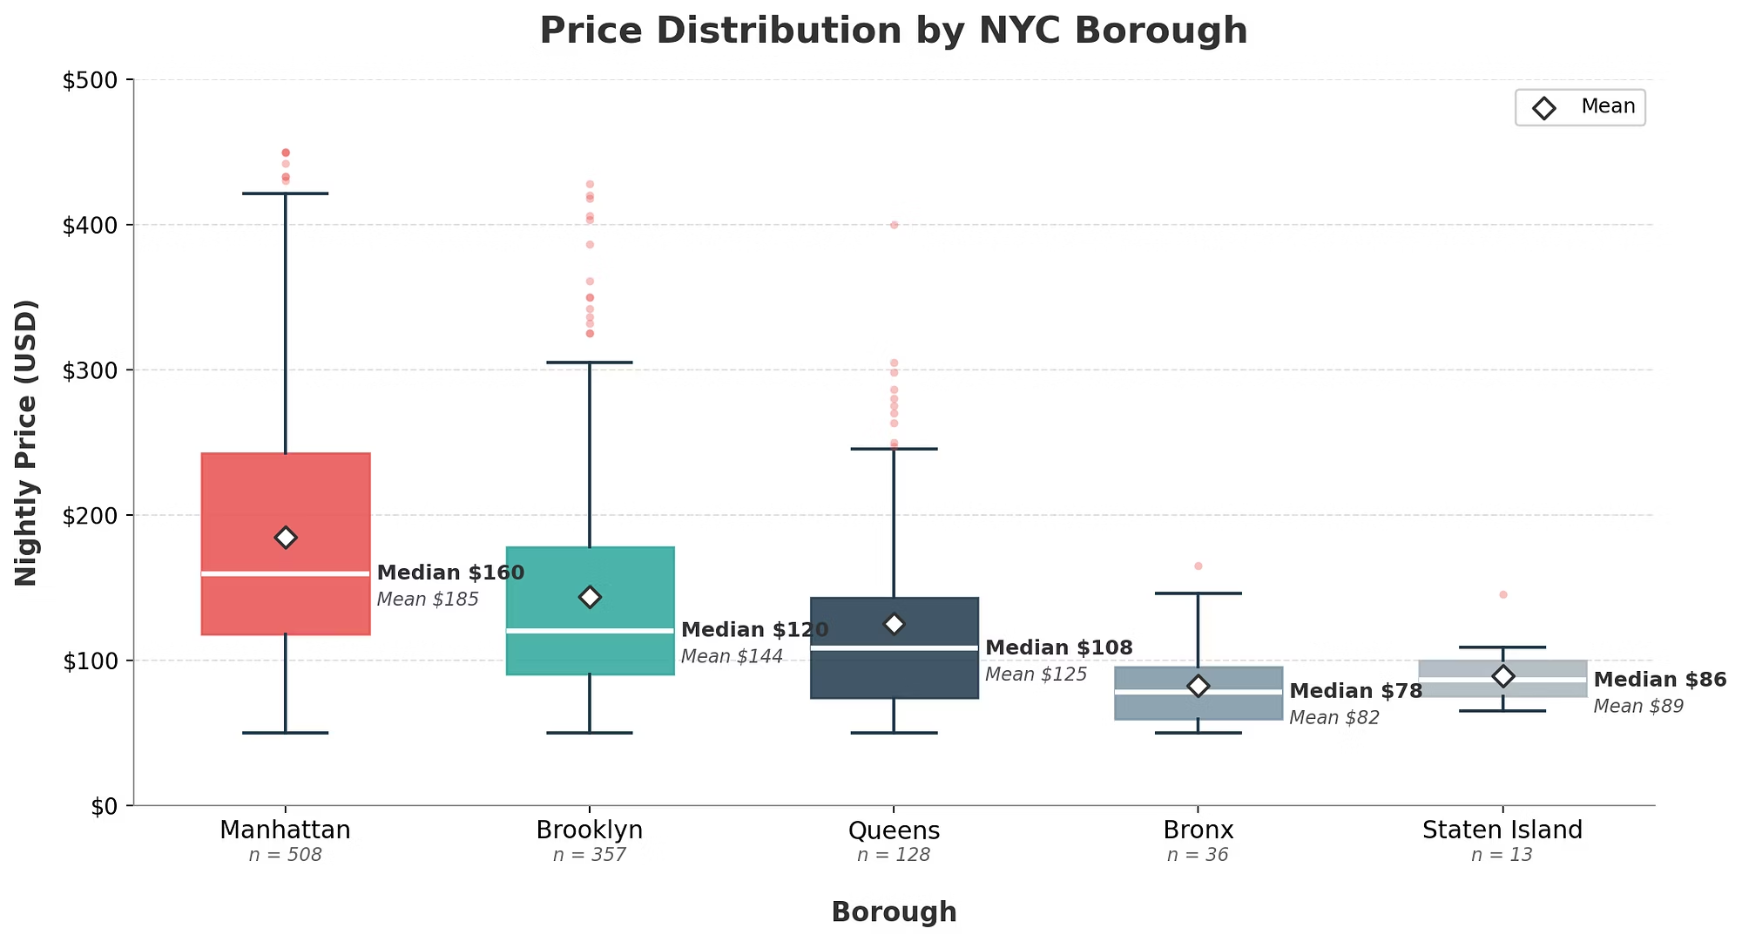 Price Distribution by NYC Borough
Nightly Price (USD)
$500
$400
$300
$200
$100
$0
Mean
Median $160
Mean $185
Median $120
Mean $144
Median $108
Mean $125
Median $78
Mean $82
Median $86
Mean $89
Manhattan
n = 508
Brooklyn
n = 357
Queens
n = 128
Bronx
n = 36
Staten Island
n = 13
Borough